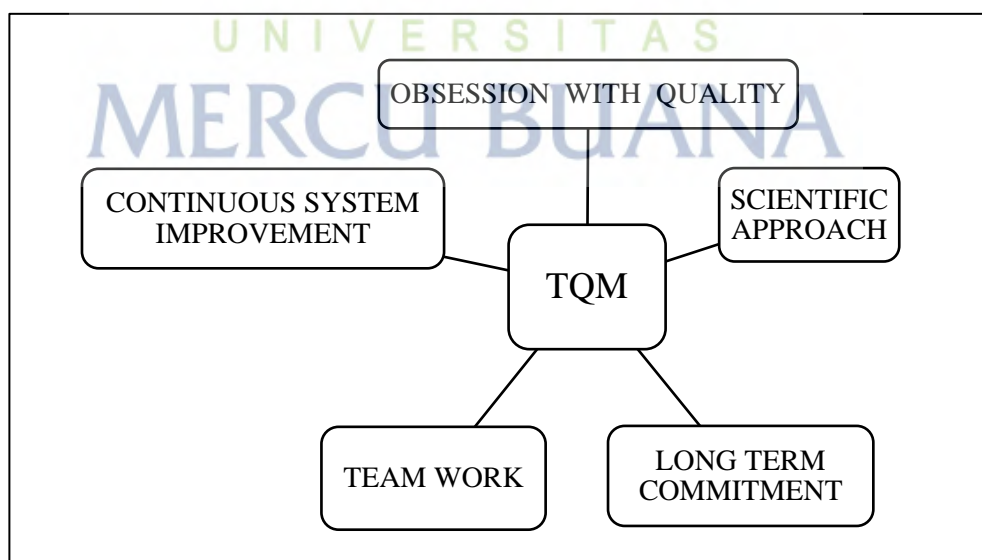 UNIVERSITAS
MERCU BUANA
OBSESSION WITH QUALITY
CONTINUOUS SYSTEM
IMPROVEMENT
SCIENTIFIC
APPROACH
TQM
TEAM WORK
LONG TERM
COMMITMENT